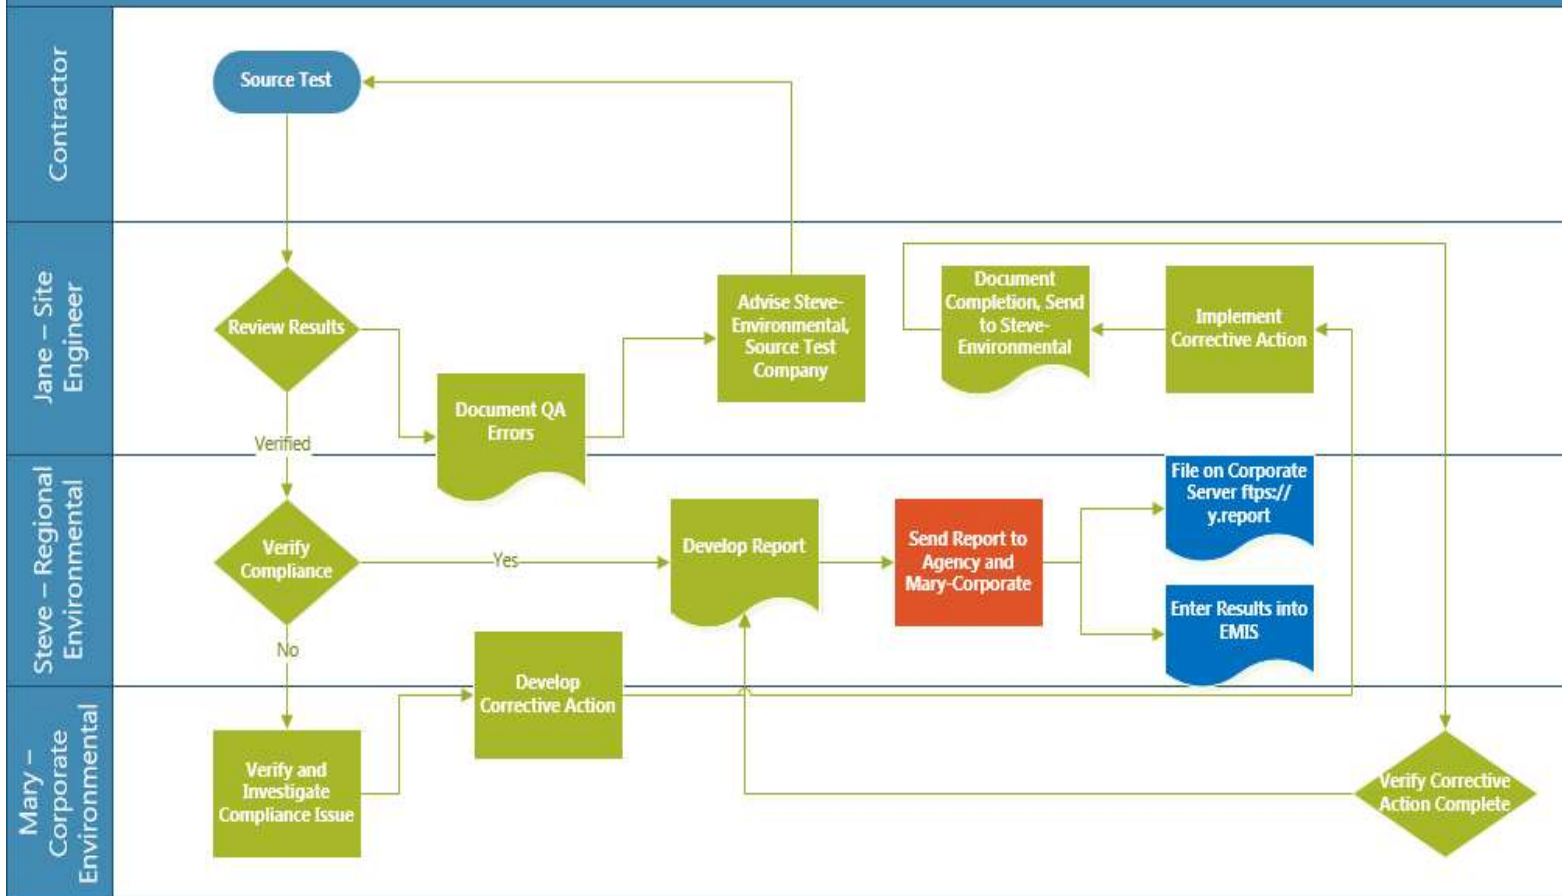 Contractor
Source Test
Jane – Site
Engineer
Review Results
Verified
Document QA
Errors
Advise Steve-
Environmental,
Source Test
Company
Document
Completion, Send
to Steve-
Environmental
Implement
Corrective Action
Steve – Regional
Environmental
Verify
Compliance
Yes
No
Develop Report
Send Report to
Agency and
Mary-Corporate
File on Corporate
Server ftps://
y.report
Enter Results into
EMIS
Develop
Corrective Action
Mary –
Corporate
Environmental
Verify and
Investigate
Compliance Issue
Verify Corrective
Action Complete